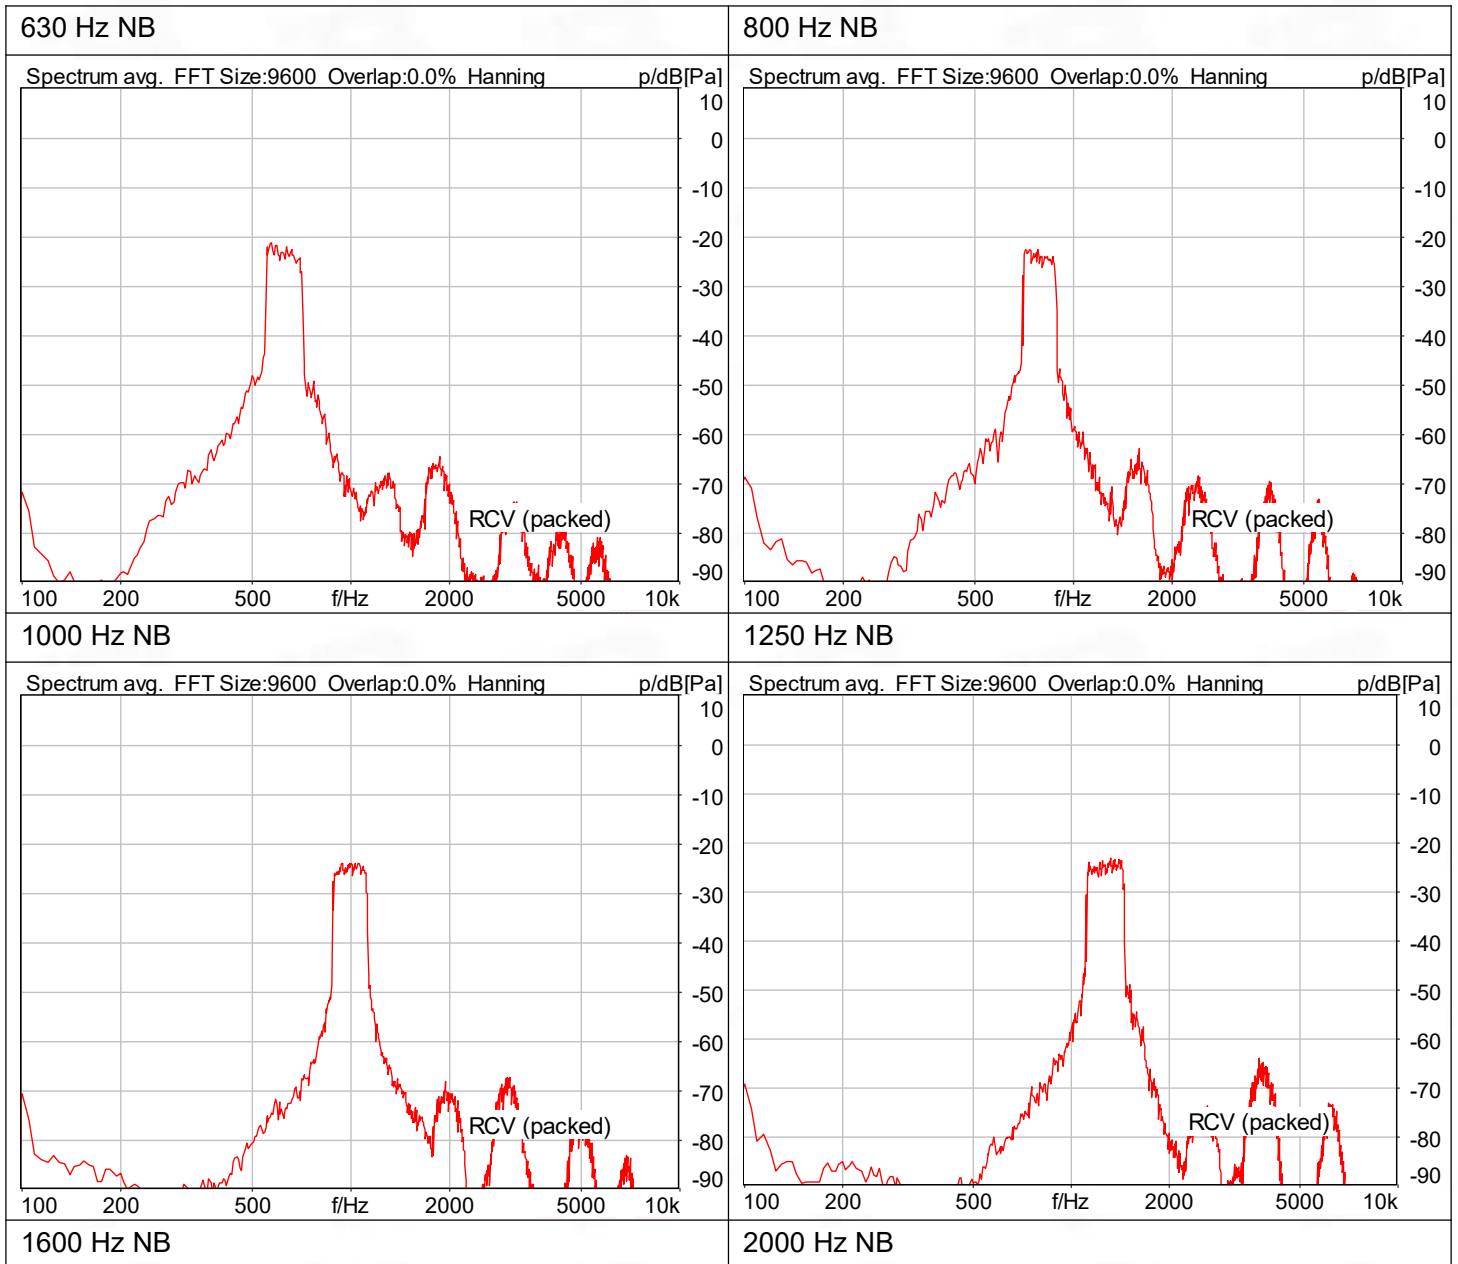 630 Hz NB
800 Hz NB
Spectrum avg. FFT Size:9600 Overlap:0.0% Hanning p/dB[Pa]
10
0
-10
-20
-30
-40
-50
-60
-70
-80
-90
RCV (packed)
100 200 500 f/Hz 2000 5000 10k
Spectrum avg. FFT Size:9600 Overlap:0.0% Hanning p/dB[Pa]
10
0
-10
-20
-30
-40
-50
-60
-70
-80
-90
RCV (packed)
100 200 500 f/Hz 2000 5000 10k
1000 Hz NB
1250 Hz NB
Spectrum avg. FFT Size:9600 Overlap:0.0% Hanning p/dB[Pa]
10
0
-10
-20
-30
-40
-50
-60
-70
-80
-90
RCV (packed)
100 200 500 f/Hz 2000 5000 10k
Spectrum avg. FFT Size:9600 Overlap:0.0% Hanning p/dB[Pa]
10
0
-10
-20
-30
-40
-50
-60
-70
-80
-90
RCV (packed)
100 200 500 f/Hz 2000 5000 10k
1600 Hz NB
2000 Hz NB